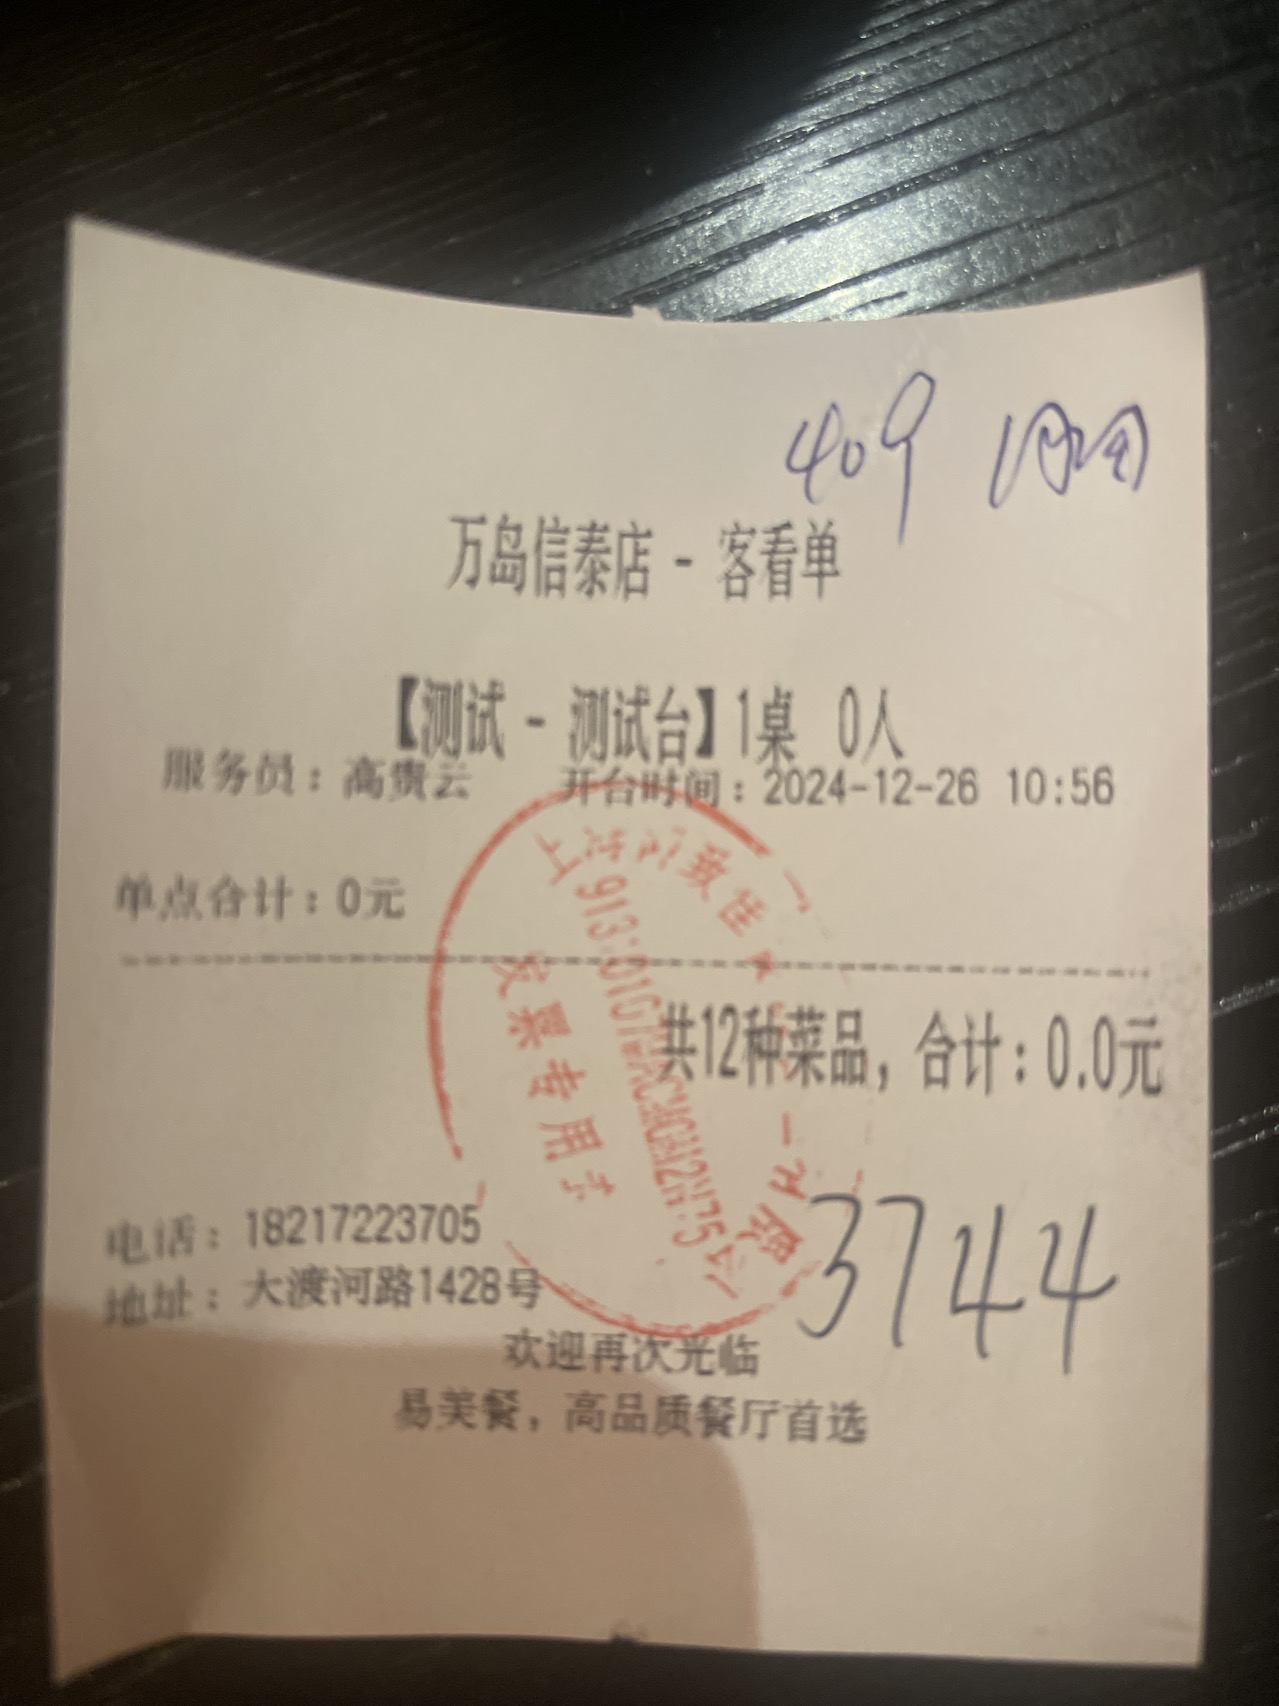 409
万岛信泰店 - 客看单
【测试 - 测试台】1桌 0人
服务员：高贵云 开台时间：2024-12-26 10:56
单点合计：0元
共12种菜品，合计：0.0元
发票专用
3744
电话：18217223705
地址：大渡河路1428号
欢迎再次光临
易美餐，高品质餐厅首选